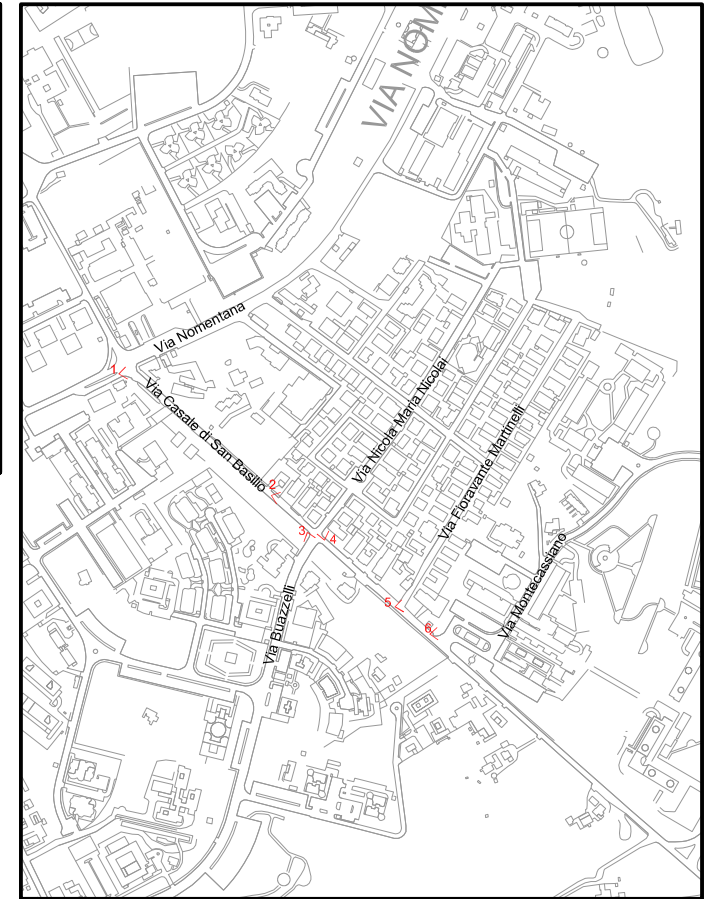 VIA NOM
Via Nomentana
1
Via Casale di San Basilio
2
Via Nicola Maria Nicolai
Via Fioravante Martinelli
3
4
Via Montecassiano
Via Buazzelli
5
6